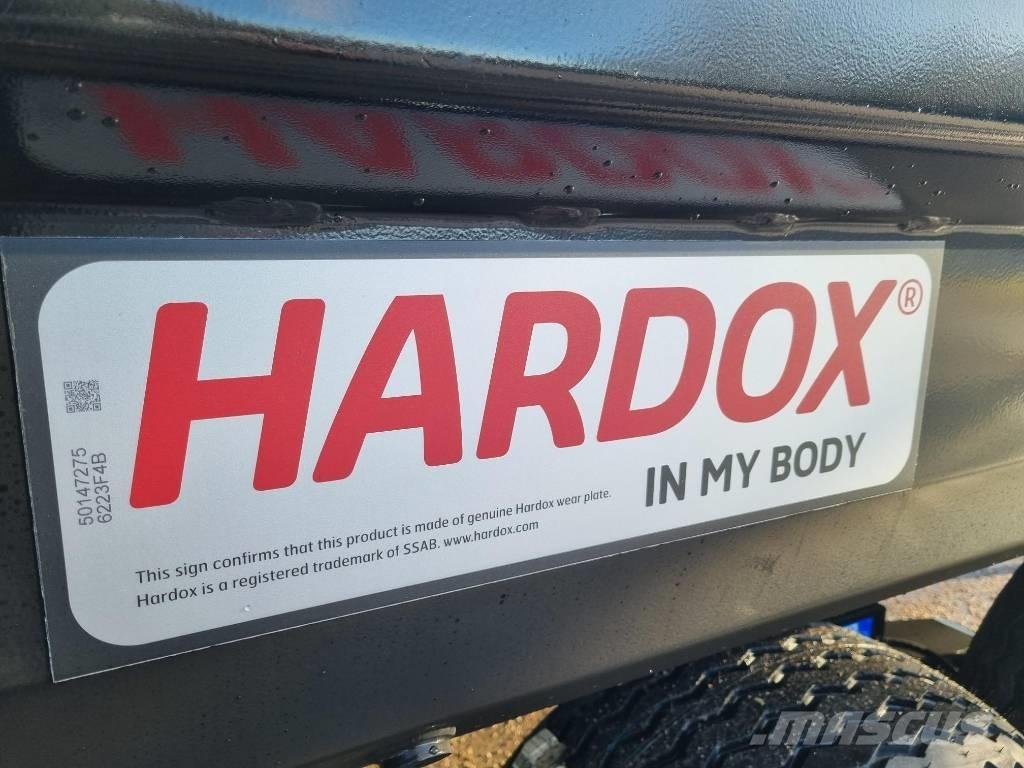 HARDOX®
IN MY BODY
50147275
6223F4B
This sign confirms that this product is made of genuine Hardox wear plate.
Hardox is a registered trademark of SSAB. www.hardox.com
MASCUS